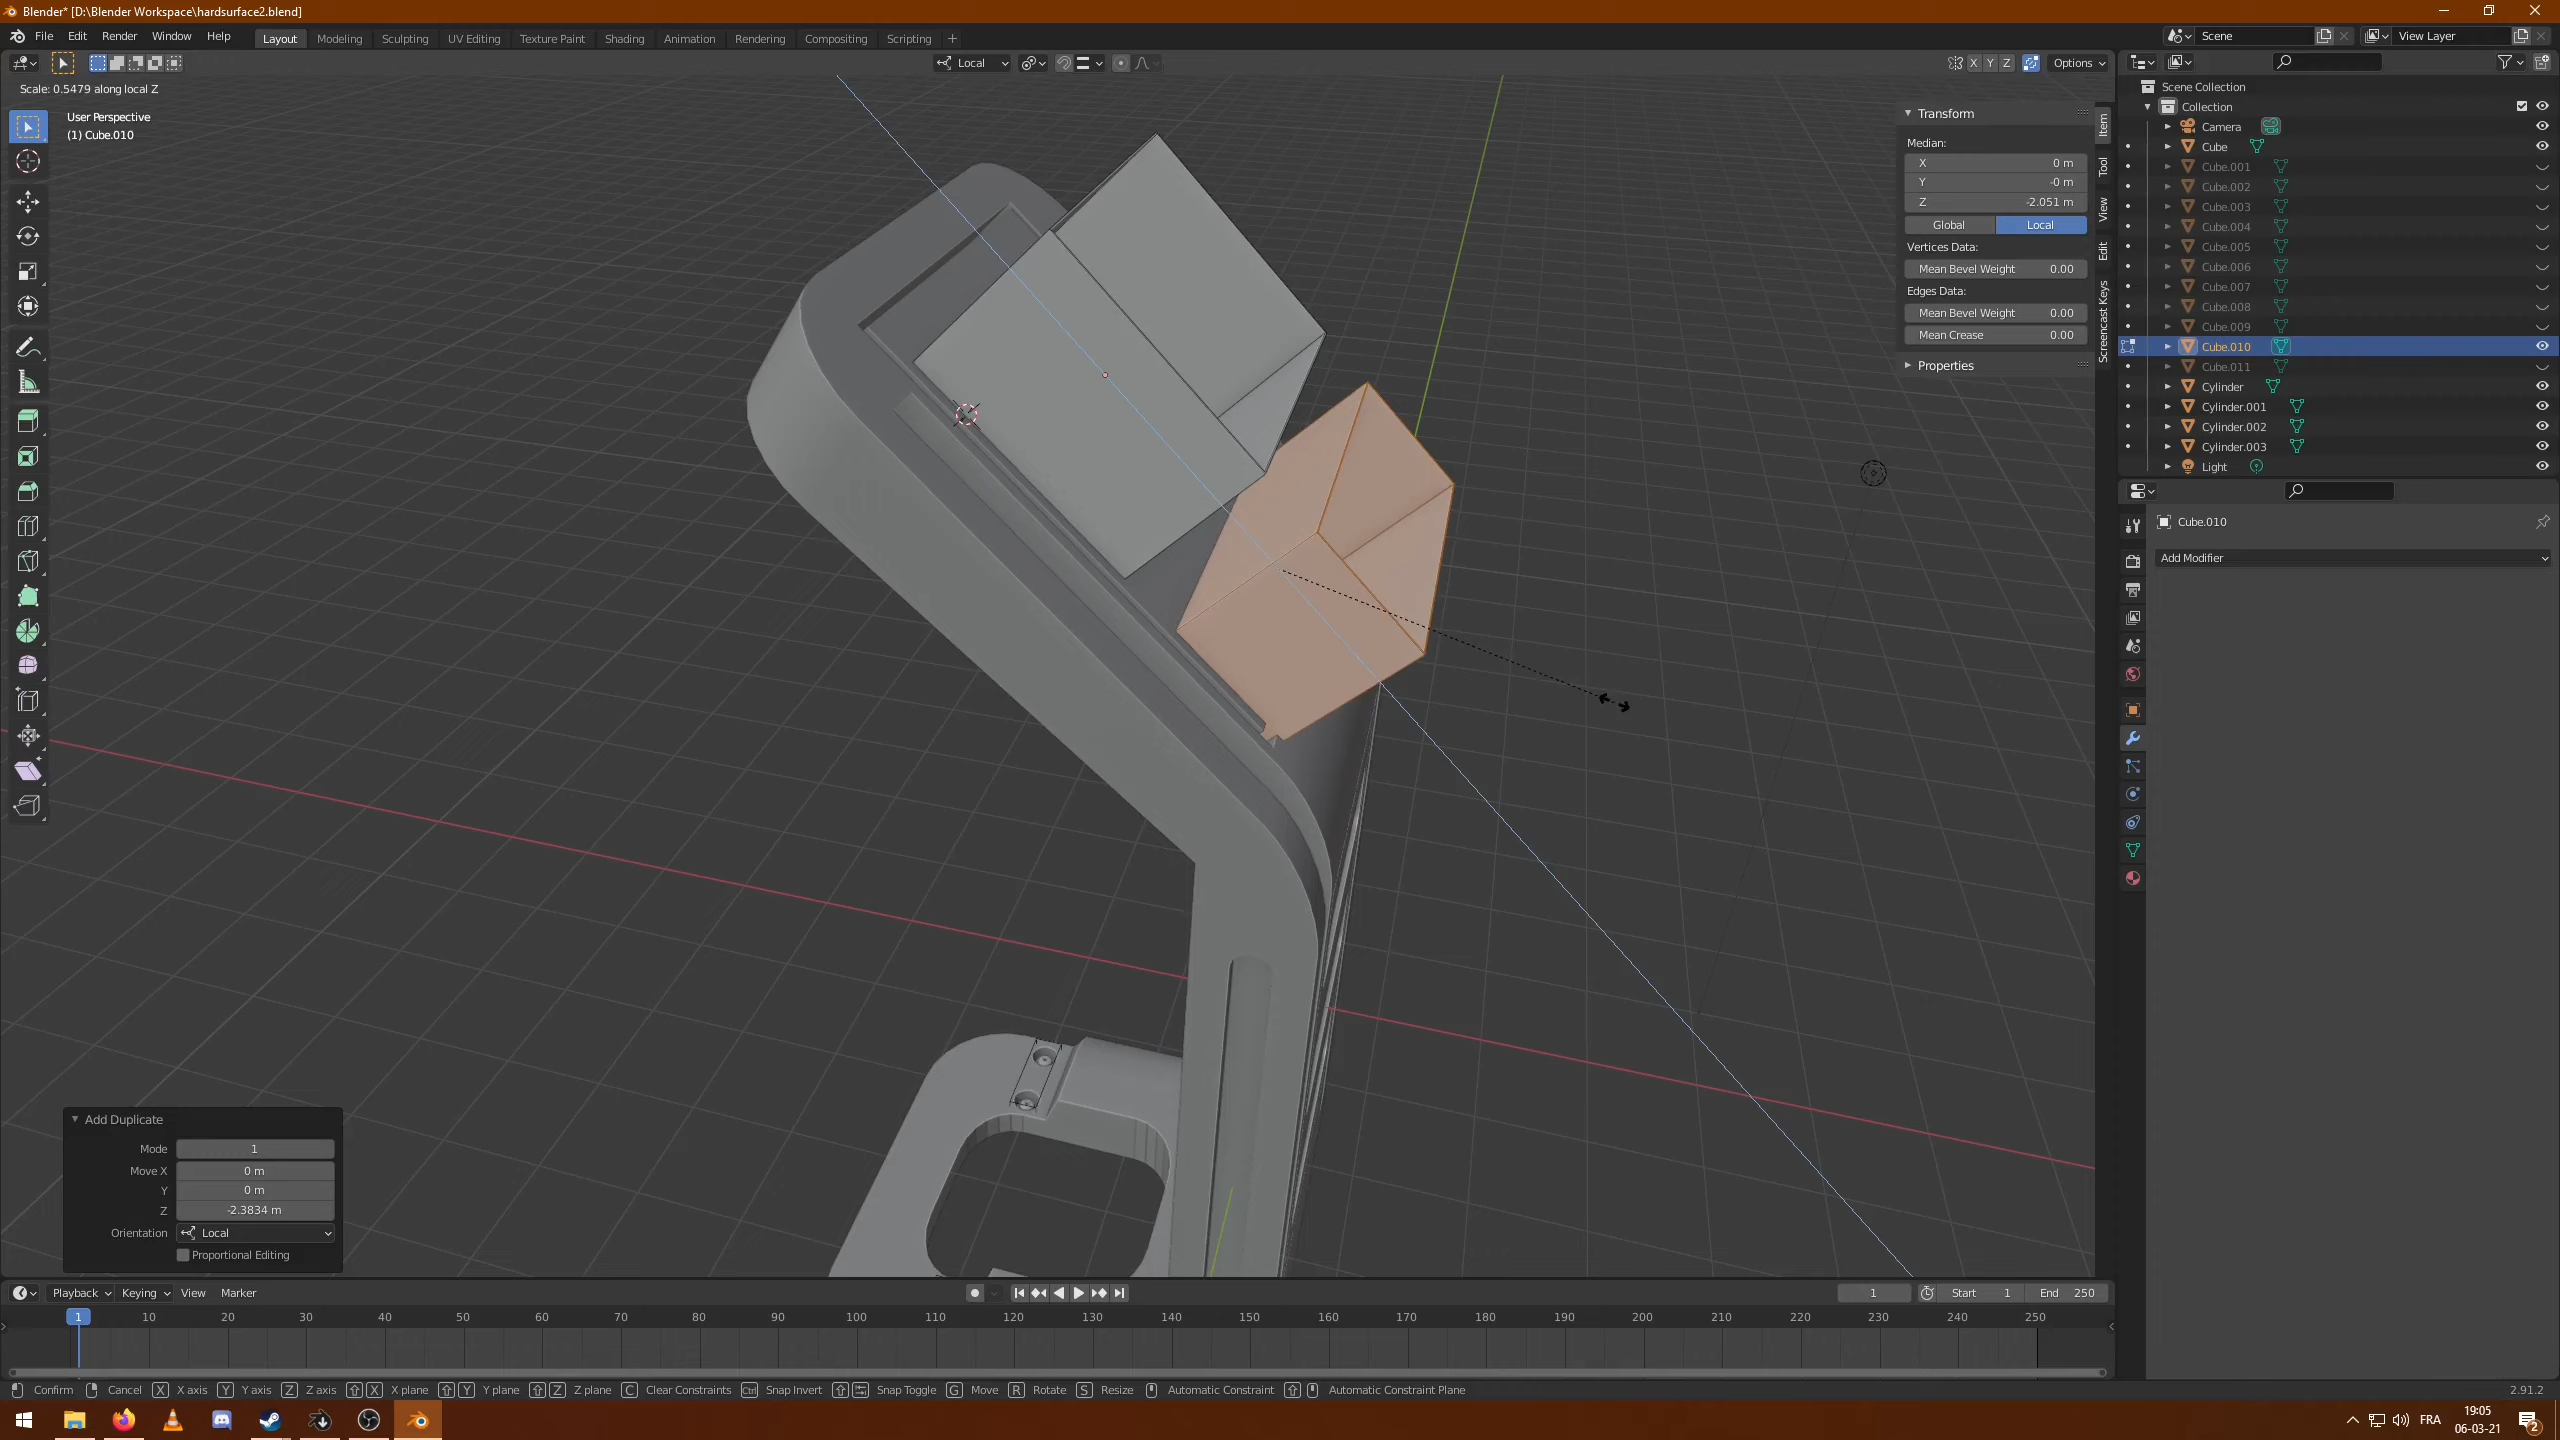 Blender* [D:\Blender Workspace\hardsurface2.blend]
File Edit Render Window Help Layout Modeling Sculpting UV Editing Texture Paint Shading Animation Rendering Compositing Scripting +
Scene View Layer
Local X Y Z Options
Scale: 0.5479 along local Z
User Perspective
(1) Cube.010
Transform
Median:
X 0 m
Y -0 m
Z -2.051 m
Global Local
Vertices Data:
Mean Bevel Weight 0.00
Edges Data:
Mean Bevel Weight 0.00
Mean Crease 0.00
Properties
Item
Tool
View
Edit
Screencast Keys
Scene Collection
Collection
Camera
Cube
Cube.001
Cube.002
Cube.003
Cube.004
Cube.005
Cube.006
Cube.007
Cube.008
Cube.009
Cube.010
Cube.011
Cylinder
Cylinder.001
Cylinder.002
Cylinder.003
Light
Cube.010
Add Modifier
Add Duplicate
Mode 1
Move X 0 m
Y 0 m
Z -2.3834 m
Orientation Local
Proportional Editing
Playback Keying View Marker 1 Start 1 End 250
1 10 20 30 40 50 60 70 80 90 100 110 120 130 140 150 160 170 180 190 200 210 220 230 240 250
Confirm Cancel X X axis Y Y axis Z Z axis X X plane Y Y plane Z Z plane C Clear Constraints Ctrl Snap Invert Snap Toggle G Move R Rotate S Resize Automatic Constraint Automatic Constraint Plane 2.91.2
FRA
19:05
06-03-21
2